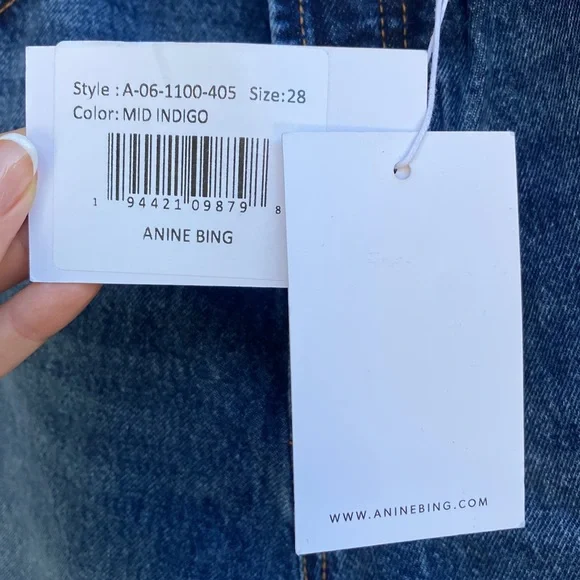 Style : A-06-1100-405 Size:28
Color: MID INDIGO
1 94421 09879 8
ANINE BING
WWW.ANINEBING.COM